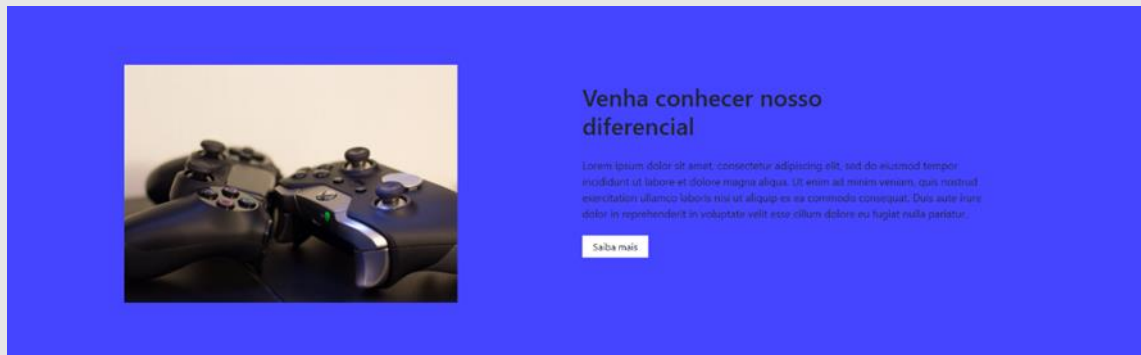 Venha conhecer nosso
diferencial
Lorem ipsum dolor sit amet, consectetur adipiscing elit, sed do eiusmod tempor
incididunt ut labore et dolore magna aliqua. Ut enim ad minim veniam, quis nostrud
exercitation ullamco laboris nisi ut aliquip ex ea commodo consequat. Duis aute irure
dolor in reprehenderit in voluptate velit esse cillum dolore eu fugiat nulla pariatur.
Saiba mais